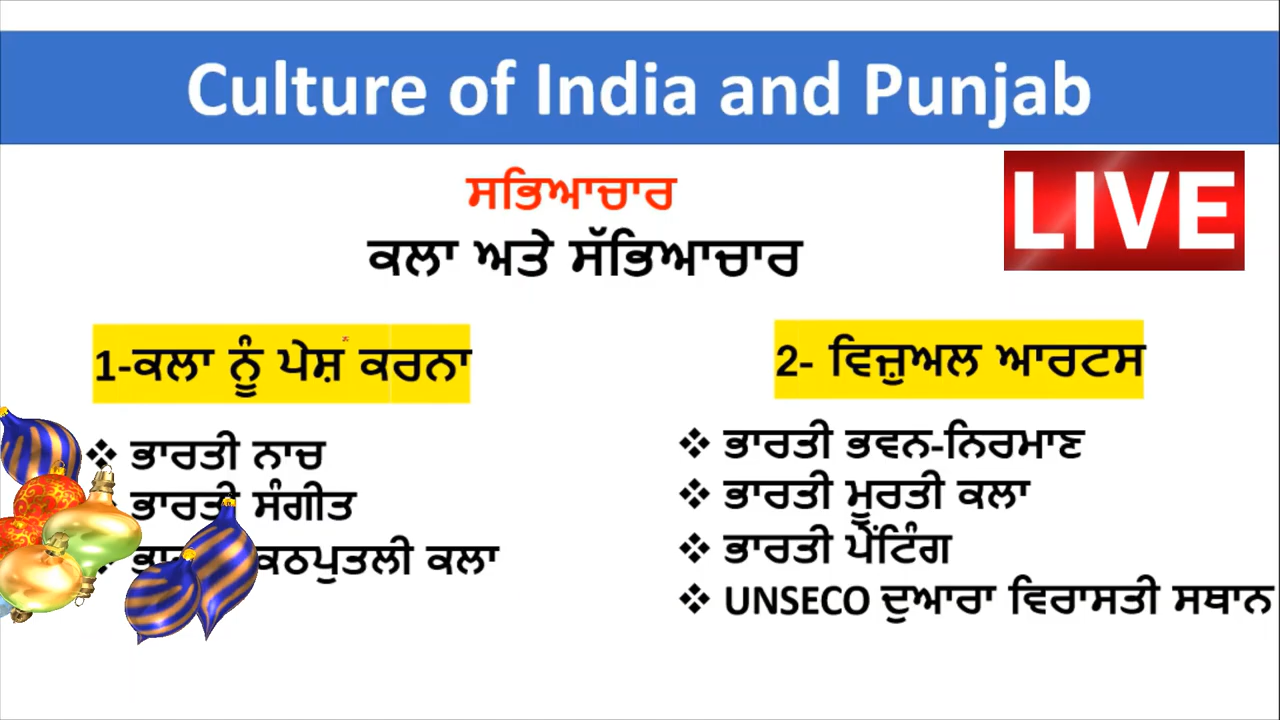 Culture of India and Punjab
ਸਭਿਆਚਾਰ
LIVE
ਕਲਾ ਅਤੇ ਸੱਭਿਆਚਾਰ
1-ਕਲਾ ਨੂੰ ਪੇਸ਼ ਕਰਨਾ
❖ ਭਾਰਤੀ ਨਾਚ
ਭਾਰਤੀ ਸੰਗੀਤ
ਕਠਪੁਤਲੀ ਕਲਾ
2- ਵਿਜ਼ੁਅਲ ਆਰਟਸ
❖ ਭਾਰਤੀ ਭਵਨ-ਨਿਰਮਾਣ
❖ ਭਾਰਤੀ ਮੂਰਤੀ ਕਲਾ
❖ ਭਾਰਤੀ ਪੇਂਟਿੰਗ
❖ UNSECO ਦੁਆਰਾ ਵਿਰਾਸਤੀ ਸਥਾਨ